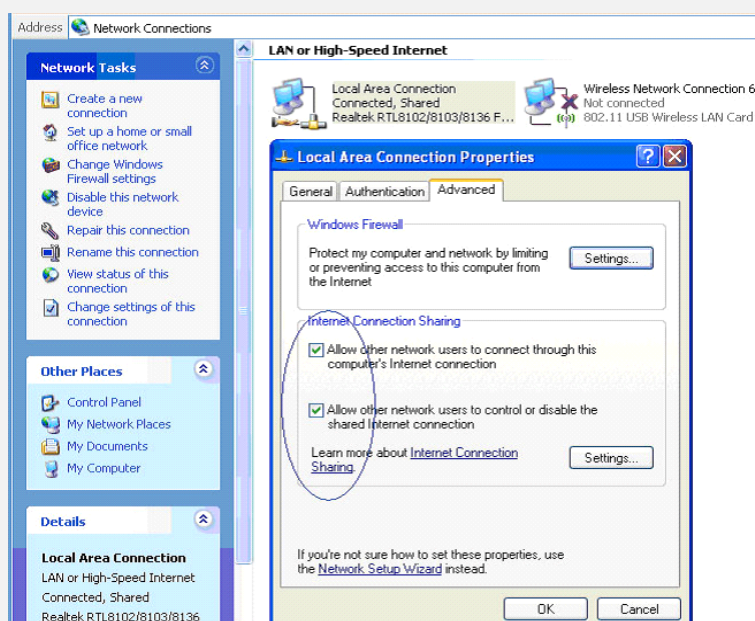 Address Network Connections
Network Tasks
Create a new
connection
Set up a home or small
office network
Change Windows
Firewall settings
Disable this network
device
Repair this connection
Rename this connection
View status of this
connection
Change settings of this
connection
Other Places
Control Panel
My Network Places
My Documents
My Computer
Details
Local Area Connection
LAN or High-Speed Internet
Connected, Shared
Realtek RTL8102/8103/8136
LAN or High-Speed Internet
Local Area Connection
Connected, Shared
Realtek RTL8102/8103/8136 F...
Wireless Network Connection 6
Not connected
802.11 USB Wireless LAN Card
Local Area Connection Properties
General Authentication Advanced
Windows Firewall
Protect my computer and network by limiting
or preventing access to this computer from
the Internet
Settings...
Internet Connection Sharing
Allow other network users to connect through this
computer's Internet connection
Allow other network users to control or disable the
shared Internet connection
Learn more about Internet Connection
Sharing.
Settings...
If you're not sure how to set these properties, use
the Network Setup Wizard instead.
OK Cancel